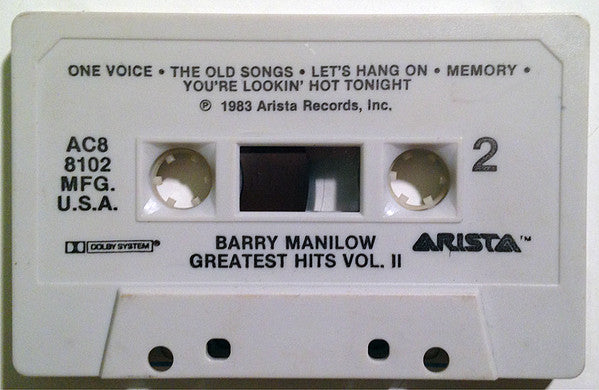 ONE VOICE • THE OLD SONGS • LET'S HANG ON • MEMORY •
YOU'RE LOOKIN' HOT TONIGHT
℗ 1983 Arista Records, Inc.
AC8
8102
MFG.
U.S.A.
2
DOLBY SYSTEM®
BARRY MANILOW
GREATEST HITS VOL. II
ARISTA™